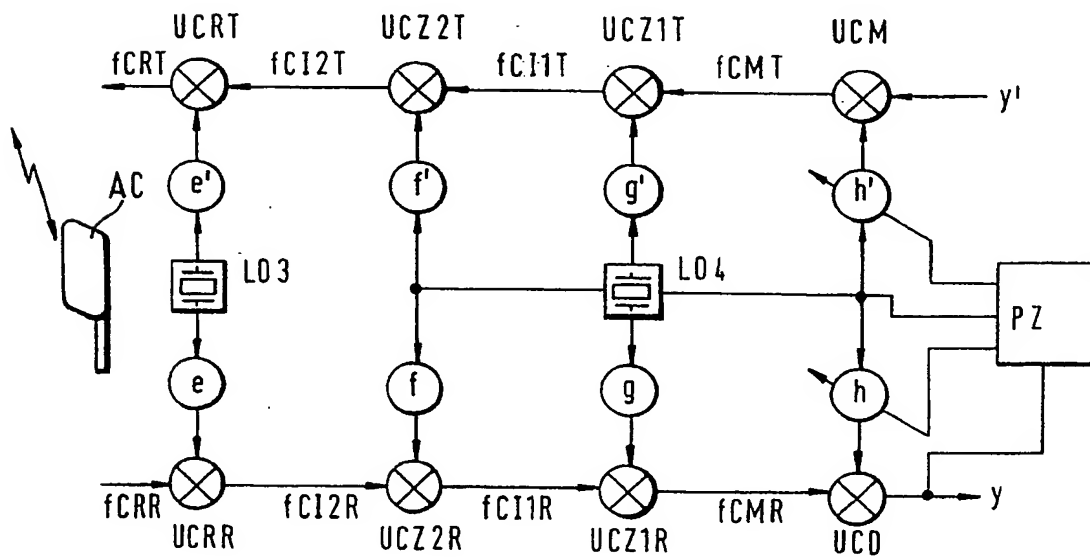 UCRT UCZ2T UCZ1T UCM
fCRT fCI2T fCI1T fCMT y'
e' f' g' h'
AC
LO3 LO4 PZ
e f g h
fCRR fCI2R fCI1R fCMR y
UCRR UCZ2R UCZ1R UCD